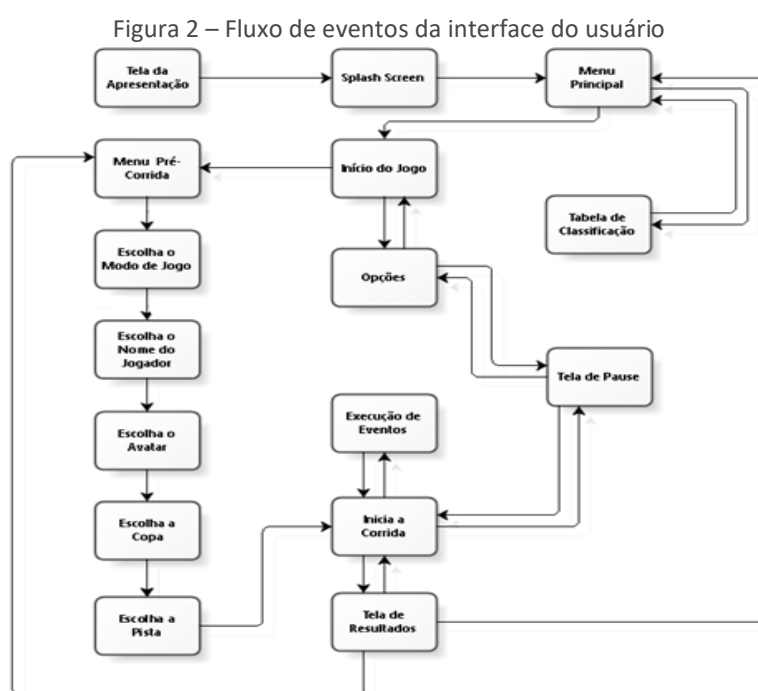 Figura 2 – Fluxo de eventos da interface do usuário
Tela da
Apresentação
Splash Screen
Menu
Principal
Menu Pré-
Corrida
Início do Jogo
Tabela de
Classificação
Escolha o
Modo de Jogo
Opções
Escolha o
Nome do
Jogador
Tela de Pause
Execução de
Eventos
Escolha o
Avatar
Escolha a
Copa
Inicia a
Corrida
Escolha a
Pista
Tela de
Resultados